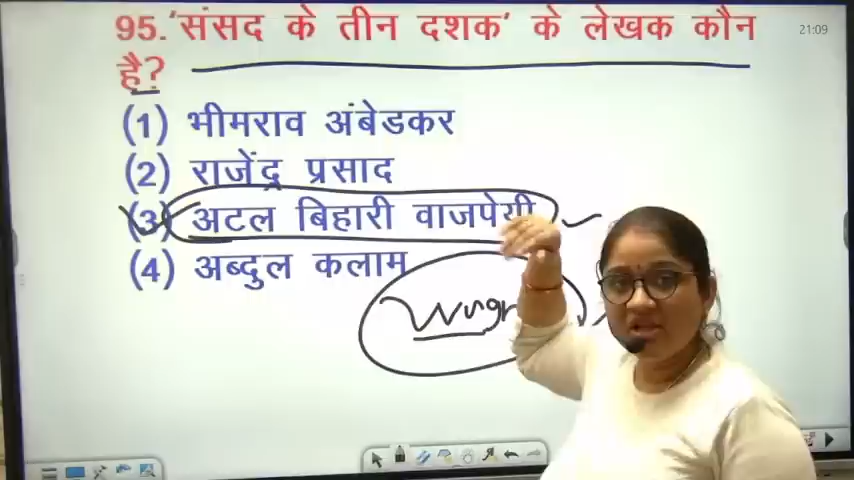 95.'संसद के तीन दशक' के लेखक कौन
21:09
है?
(1) भीमराव अंबेडकर
(2) राजेंद्र प्रसाद
(3) अटल बिहारी वाजपेयी
(4) अब्दुल कलाम